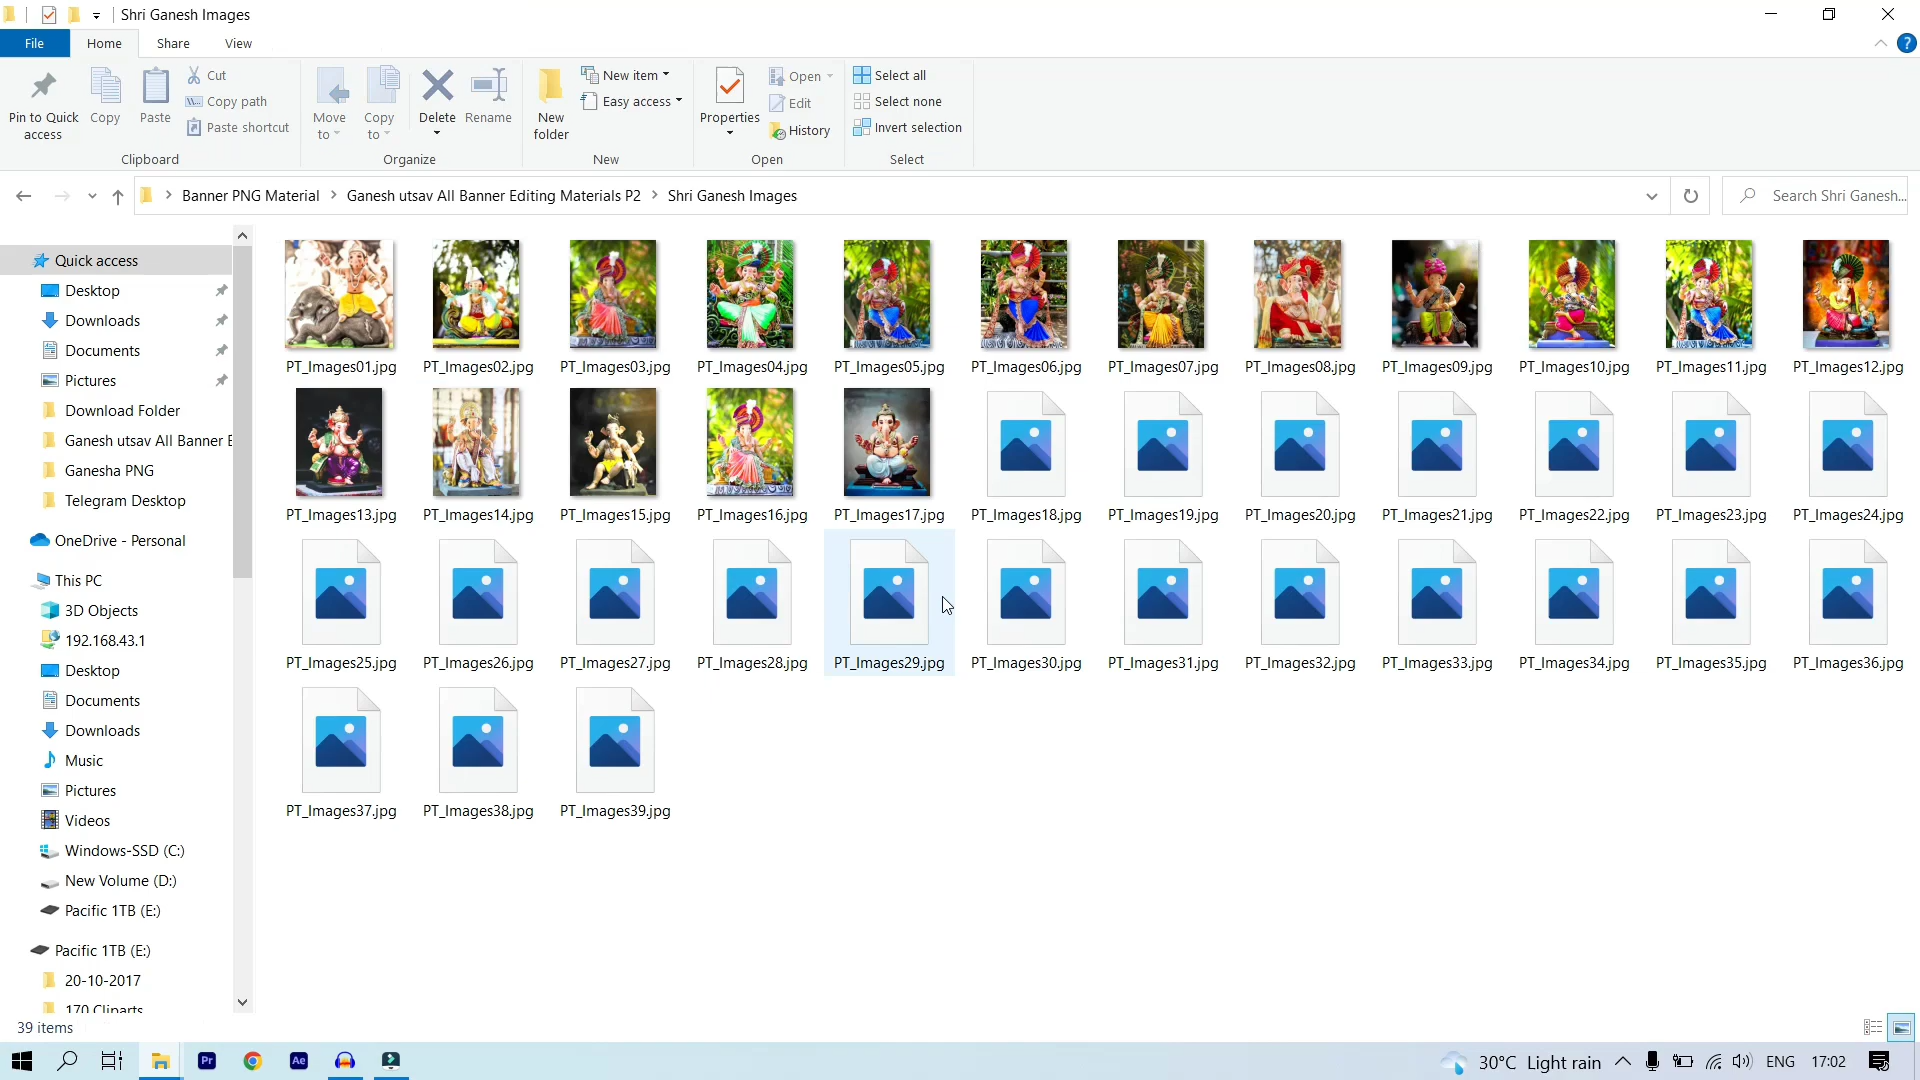 Shri Ganesh Images
File Home Share View
Pin to Quick access
Copy
Paste
Cut
Copy path
Paste shortcut
Clipboard
Move to
Copy to
Delete
Rename
Organize
New folder
New item
Easy access
New
Properties
Open
Edit
History
Open
Select all
Select none
Invert selection
Select
Banner PNG Material > Ganesh utsav All Banner Editing Materials P2 > Shri Ganesh Images
Search Shri Ganesh...
Quick access
Desktop
Downloads
Documents
Pictures
Download Folder
Ganesh utsav All Banner E
Ganesha PNG
Telegram Desktop
OneDrive - Personal
This PC
3D Objects
192.168.43.1
Desktop
Documents
Downloads
Music
Pictures
Videos
Windows-SSD (C:)
New Volume (D:)
Pacific 1TB (E:)
Pacific 1TB (E:)
20-10-2017
170 Cliparts
PT_Images01.jpg PT_Images02.jpg PT_Images03.jpg PT_Images04.jpg PT_Images05.jpg PT_Images06.jpg PT_Images07.jpg PT_Images08.jpg PT_Images09.jpg PT_Images10.jpg PT_Images11.jpg PT_Images12.jpg
PT_Images13.jpg PT_Images14.jpg PT_Images15.jpg PT_Images16.jpg PT_Images17.jpg PT_Images18.jpg PT_Images19.jpg PT_Images20.jpg PT_Images21.jpg PT_Images22.jpg PT_Images23.jpg PT_Images24.jpg
PT_Images25.jpg PT_Images26.jpg PT_Images27.jpg PT_Images28.jpg PT_Images29.jpg PT_Images30.jpg PT_Images31.jpg PT_Images32.jpg PT_Images33.jpg PT_Images34.jpg PT_Images35.jpg PT_Images36.jpg
PT_Images37.jpg PT_Images38.jpg PT_Images39.jpg
39 items
Pr
Ae
30°C Light rain
ENG
17:02